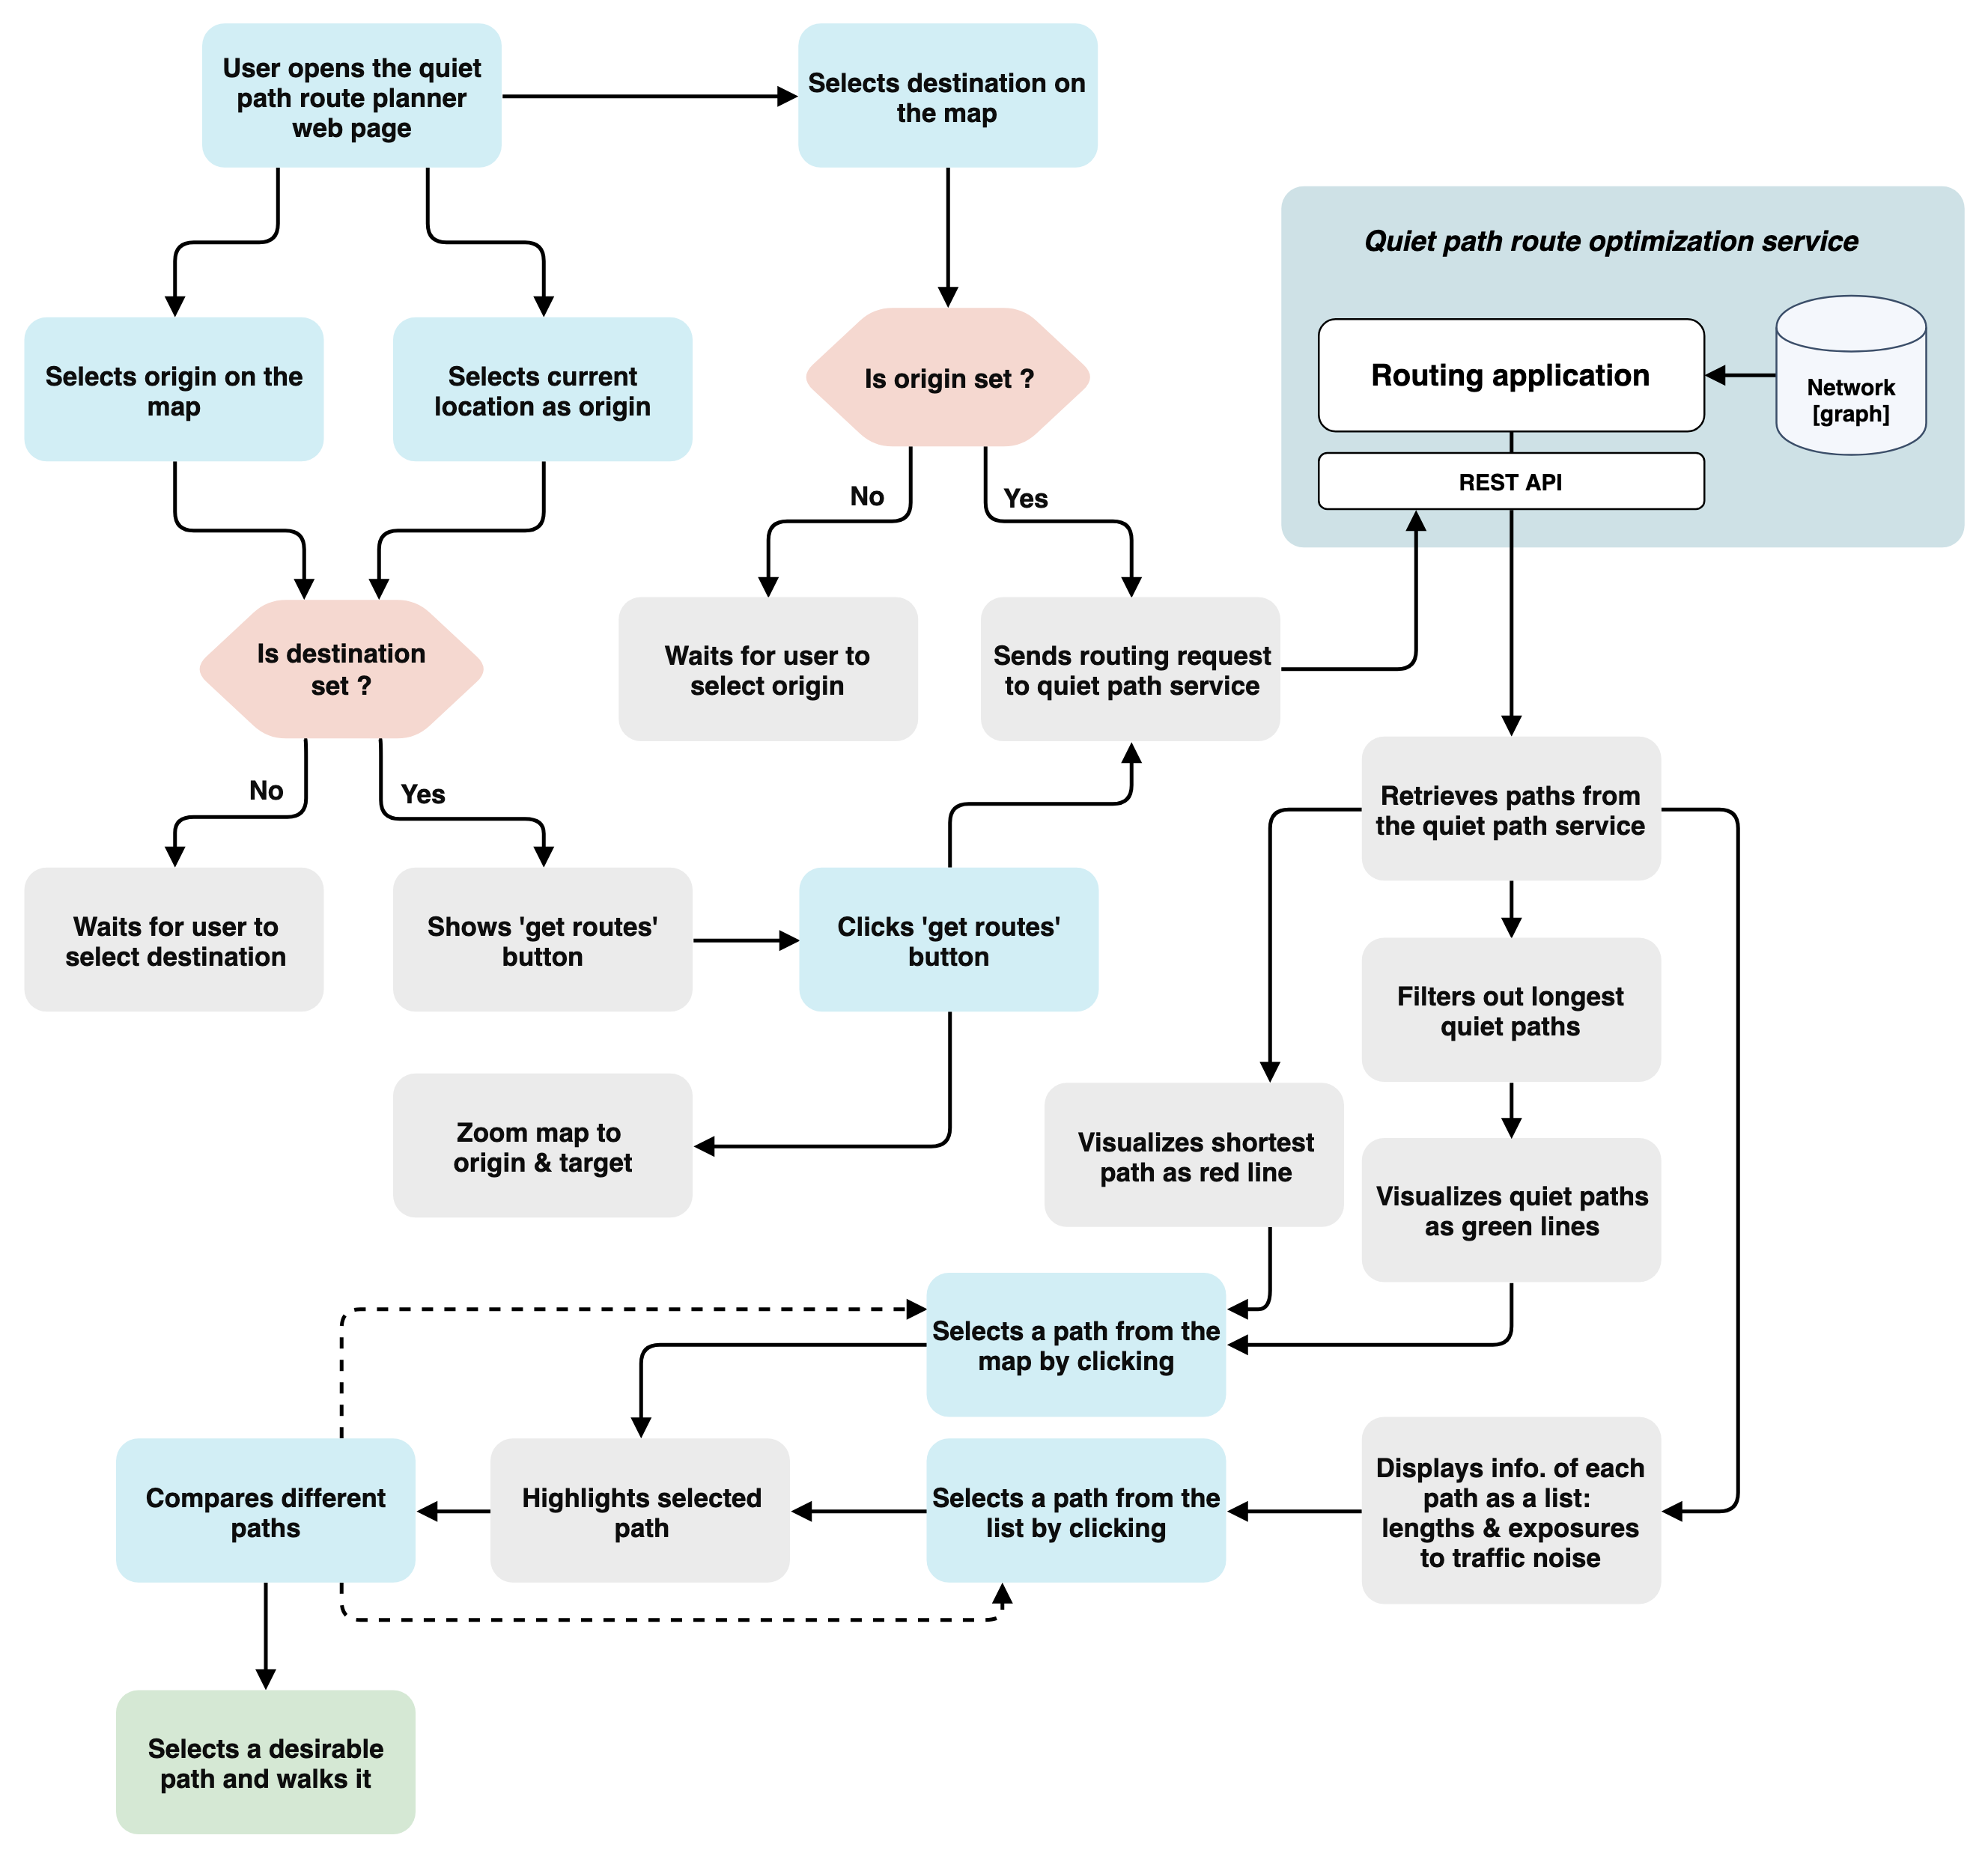 User opens the quiet
path route planner
web page
Selects destination on
the map
Quiet path route optimization service
Routing application
Network
[graph]
REST API
Selects origin on the
map
Selects current
location as origin
Is origin set ?
No
Yes
Is destination
set ?
Waits for user to
select origin
Sends routing request
to quiet path service
No
Yes
Retrieves paths from
the quiet path service
Waits for user to
select destination
Shows 'get routes'
button
Clicks 'get routes'
button
Filters out longest
quiet paths
Zoom map to
origin & target
Visualizes shortest
path as red line
Visualizes quiet paths
as green lines
Selects a path from the
map by clicking
Compares different
paths
Highlights selected
path
Selects a path from the
list by clicking
Displays info. of each
path as a list:
lengths & exposures
to traffic noise
Selects a desirable
path and walks it